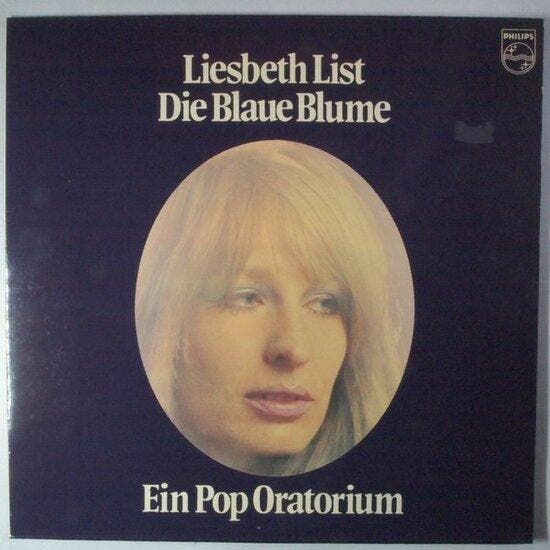 PHILIPS
Liesbeth List
Die Blaue Blume
Ein Pop Oratorium